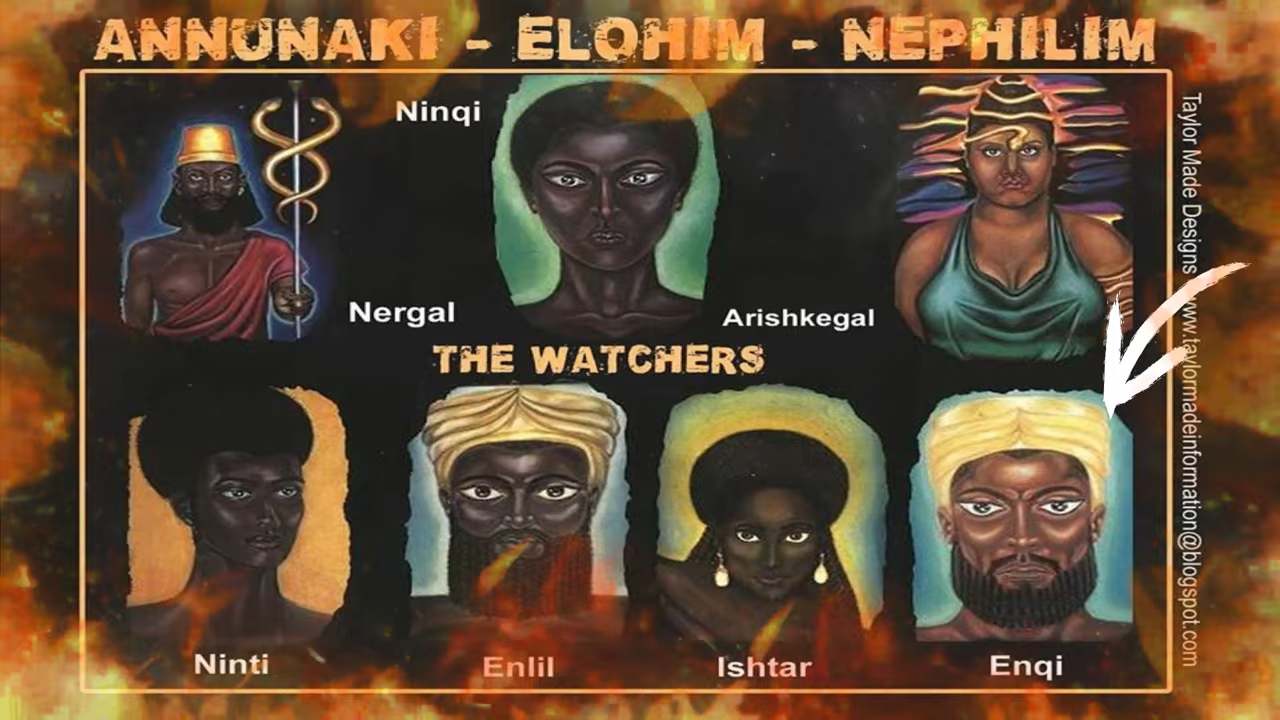 ANNUNAKI - ELOHIM - NEPHILIM
Ninqi
Nergal
Arishkegal
THE WATCHERS
Ninti
Enlil
Ishtar
Enqi
Taylor Made Designs www.taylormadeinformation@blogspot.com